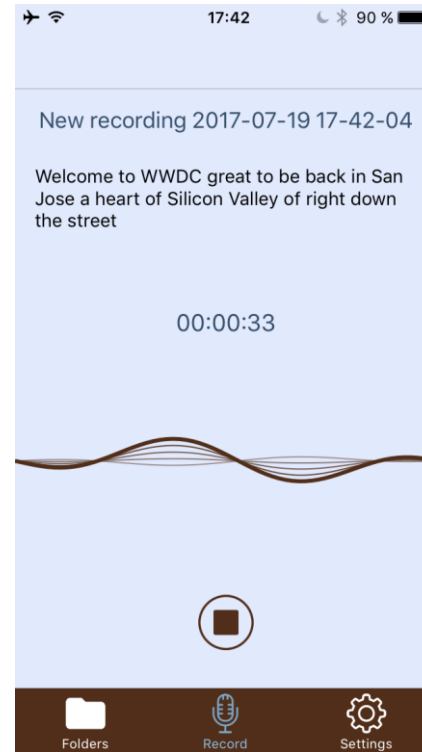 17:42 90 %
New recording 2017-07-19 17-42-04
Welcome to WWDC great to be back in San
Jose a heart of Silicon Valley of right down
the street
00:00:33
Folders Record Settings